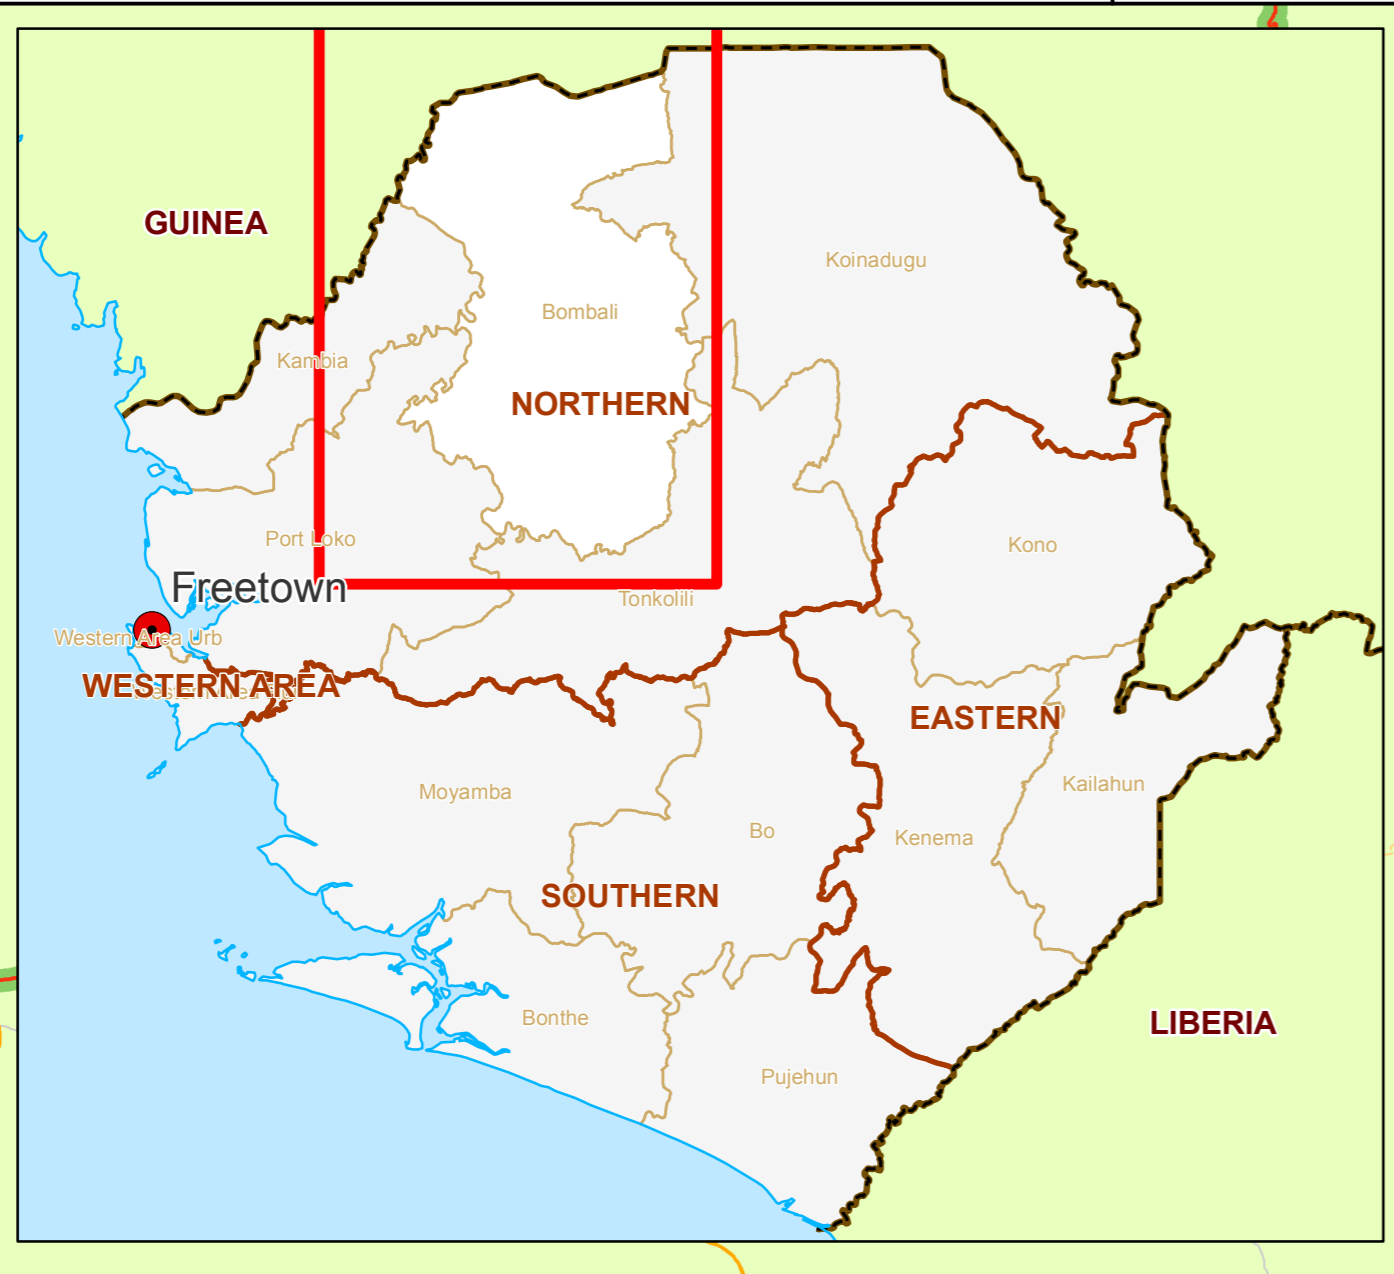 GUINEA
Koinadugu
Bombali
Kambia
NORTHERN
Port Loko
Kono
Freetown
Tonkolili
Western Area Urb
WESTERN AREA
EASTERN
Kailahun
Moyamba
Bo
Kenema
SOUTHERN
Bonthe
LIBERIA
Pujehun